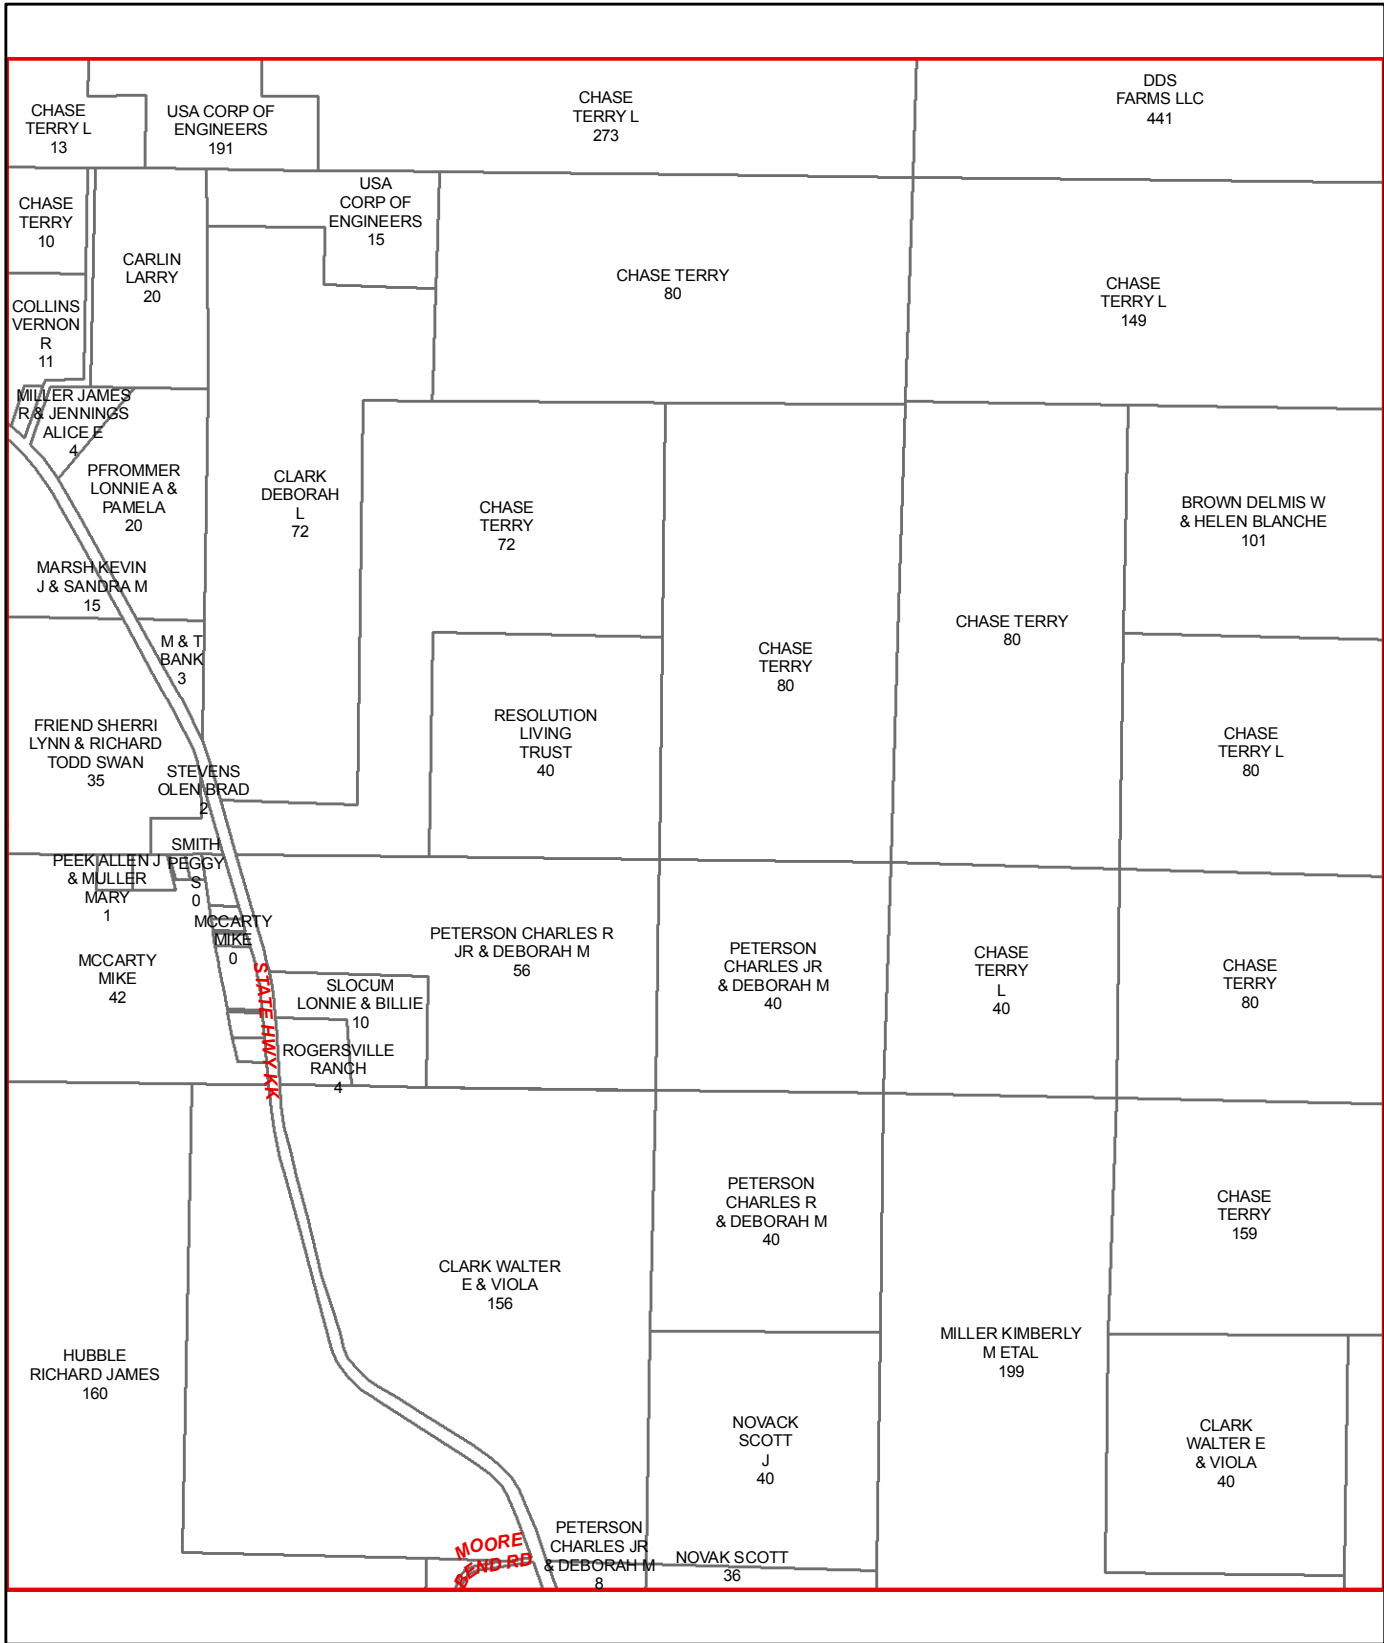 CHASE
TERRY L
13
USA CORP OF
ENGINEERS
191
CHASE
TERRY L
273
DDS
FARMS LLC
441
CHASE
TERRY
10
CARLIN
LARRY
20
USA
CORP OF
ENGINEERS
15
CHASE TERRY
80
CHASE
TERRY L
149
COLLINS
VERNON
R
11
MILLER JAMES
R & JENNINGS
ALICE E
4
PFROMMER
LONNIE A &
PAMELA
20
CLARK
DEBORAH
L
72
CHASE
TERRY
72
BROWN DELMIS W
& HELEN BLANCHE
101
MARSH KEVIN
J & SANDRA M
15
M & T
BANK
3
CHASE
TERRY
80
CHASE TERRY
80
FRIEND SHERRI
LYNN & RICHARD
TODD SWAN
35
RESOLUTION
LIVING
TRUST
40
CHASE
TERRY L
80
STEVENS
OLEN BRAD
2
SMITH
PEGGY
S
0
PEEK ALLEN J
& MULLER
MARY
1
MCCARTY
MIKE
0
MCCARTY
MIKE
42
PETERSON CHARLES R
JR & DEBORAH M
56
PETERSON
CHARLES JR
& DEBORAH M
40
CHASE
TERRY
L
40
CHASE
TERRY
80
STATE HWY KK
SLOCUM
LONNIE & BILLIE
10
ROGERSVILLE
RANCH
4
PETERSON
CHARLES R
& DEBORAH M
40
CHASE
TERRY
159
CLARK WALTER
E & VIOLA
156
HUBBLE
RICHARD JAMES
160
MILLER KIMBERLY
M ETAL
199
NOVACK
SCOTT
J
40
CLARK
WALTER E
& VIOLA
40
MOORE
BEND RD
PETERSON
CHARLES JR
& DEBORAH M
8
NOVAK SCOTT
36